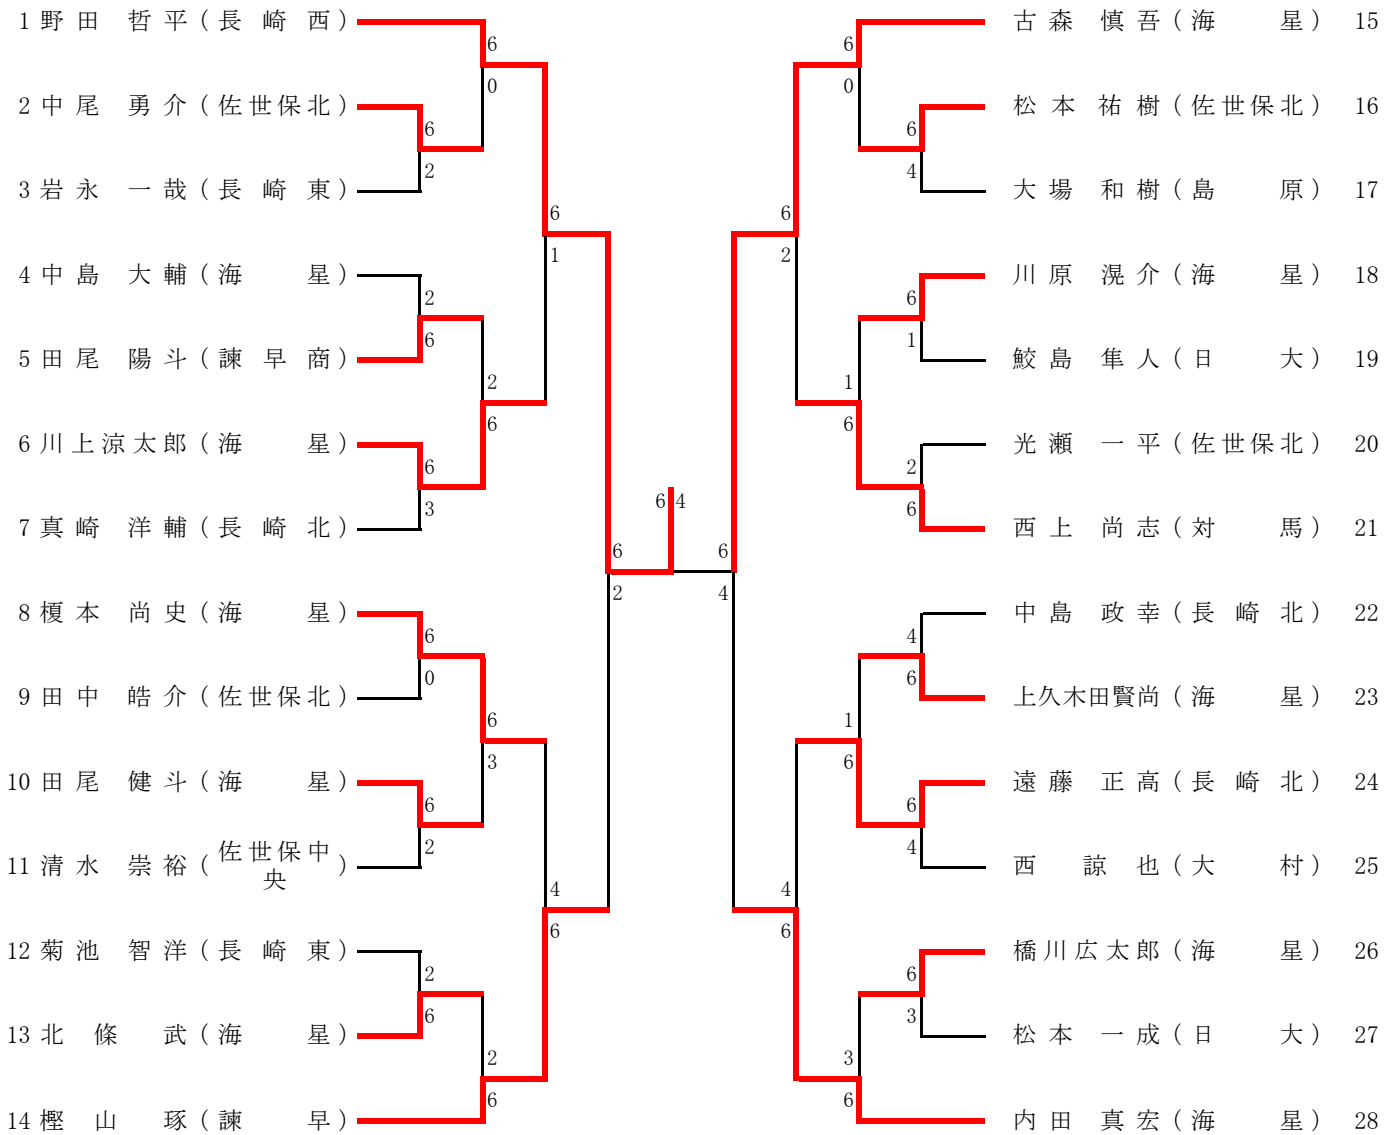 1 野田 哲平 (長崎西)
6
0
2 中尾 勇介 (佐世保北)
6
2
3 岩永 一哉 (長崎東)
6
1
4 中島 大輔 (海星)
2
6
5 田尾 陽斗 (諫早商)
2
6
6 川上涼太郎 (海星)
6
3
7 真崎 洋輔 (長崎北)
6
2
8 榎本 尚史 (海星)
6
0
9 田中 皓介 (佐世保北)
6
3
10 田尾 健斗 (海星)
6
2
11 清水 崇裕 (佐世保中央)
4
6
12 菊池 智洋 (長崎東)
2
6
13 北條 武 (海星)
2
6
14 樫山 琢 (諫早)
6 4
古森 慎吾 (海星) 15
6
0
松本 祐樹 (佐世保北) 16
6
4
大場 和樹 (島原) 17
6
2
川原 滉介 (海星) 18
6
1
鮫島 隼人 (日大) 19
1
6
光瀬 一平 (佐世保北) 20
2
6
西上 尚志 (対馬) 21
6
4
中島 政幸 (長崎北) 22
4
6
上久木田賢尚 (海星) 23
1
6
遠藤 正高 (長崎北) 24
6
4
西 諒也 (大村) 25
4
6
橋川広太郎 (海星) 26
6
3
松本 一成 (日大) 27
3
6
内田 真宏 (海星) 28